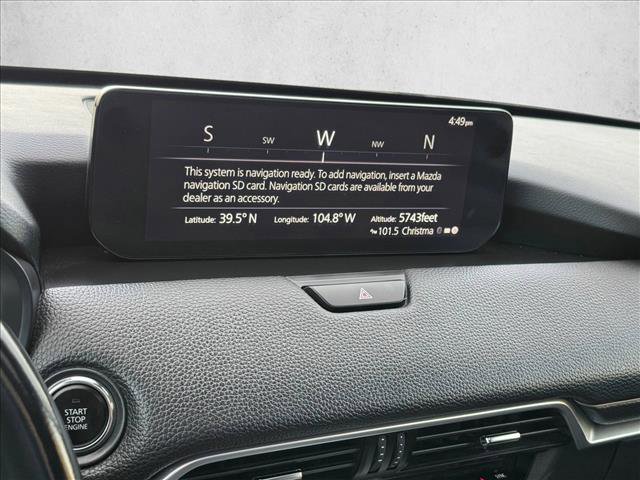 4:49pm
S SW W NW N
This system is navigation ready. To add navigation, insert a Mazda
navigation SD card. Navigation SD cards are available from your
dealer as an accessory.
Latitude: 39.5° N Longitude: 104.8° W Altitude: 5743feet
101.5 Christma
START
STOP
ENGINE
SYNC